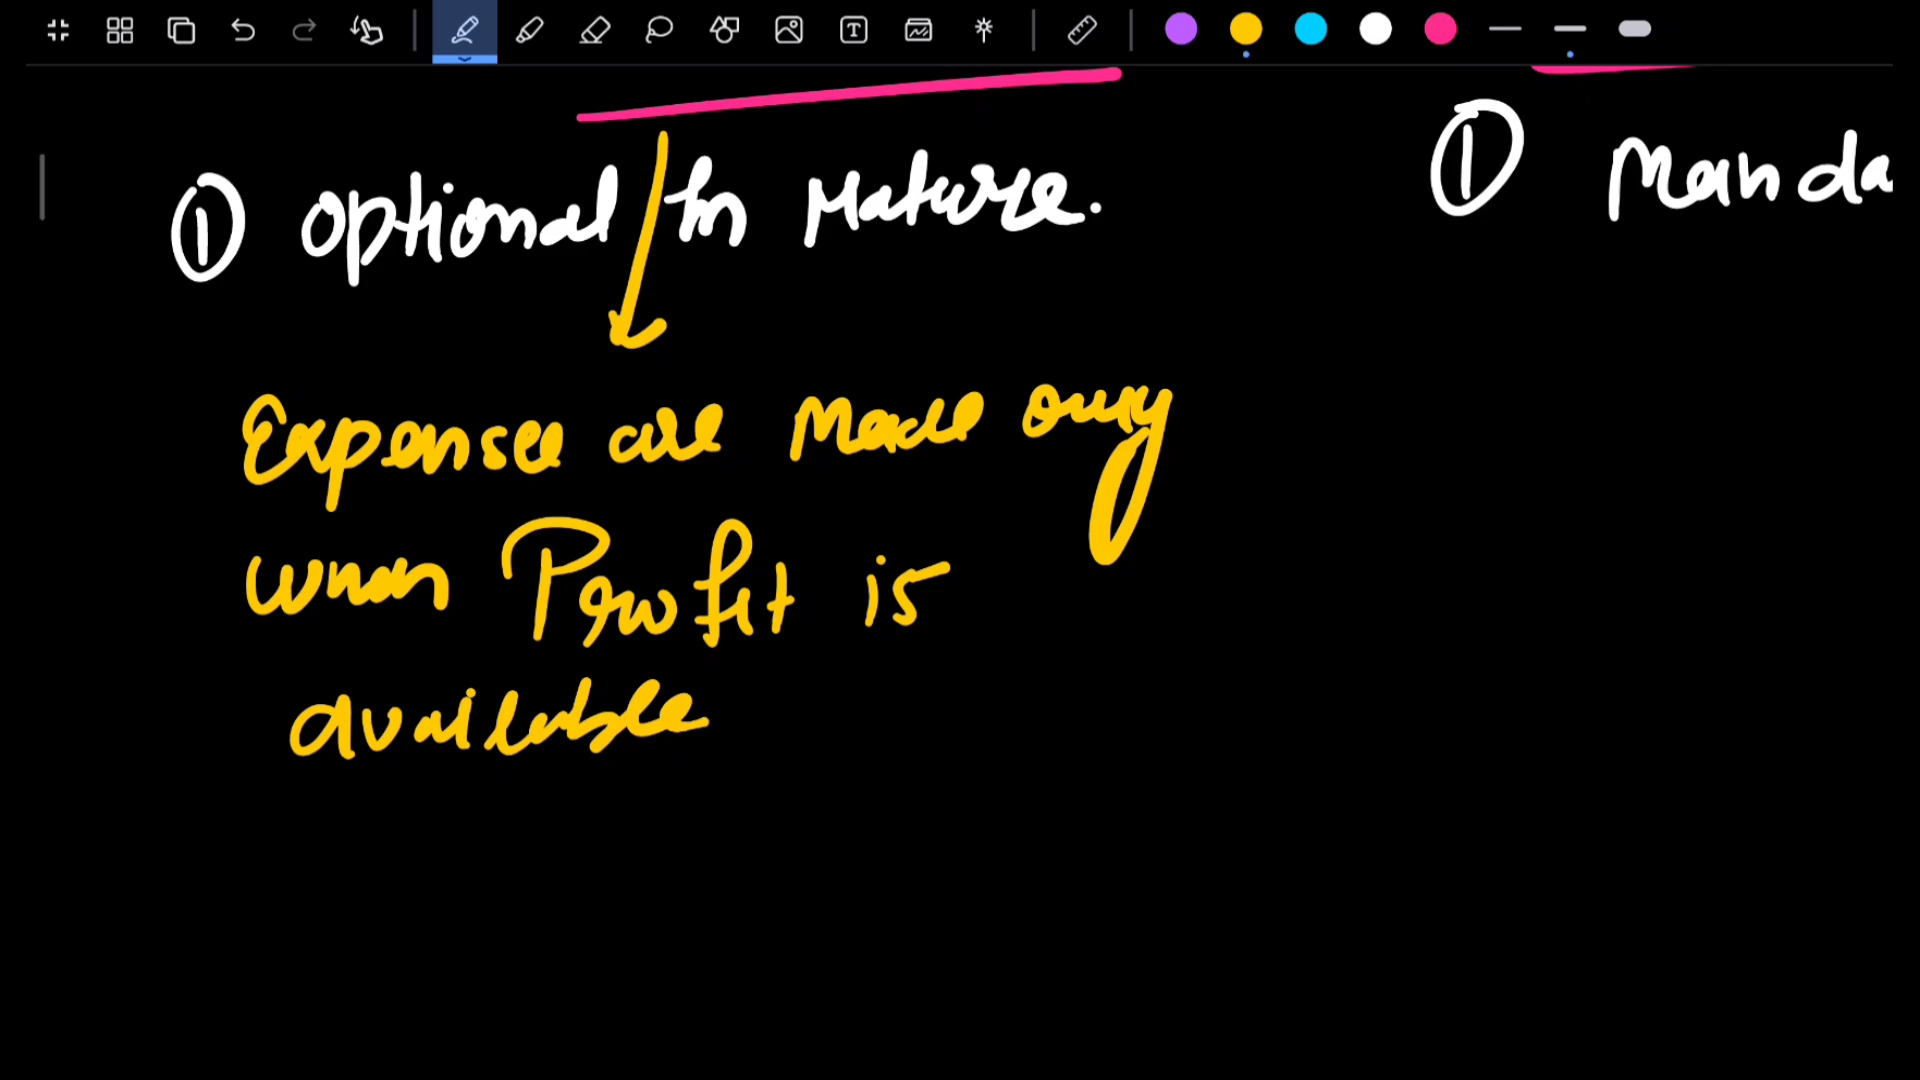 ① Optional in Nature.
① Manda
Expenses are made only
when Profit is
available